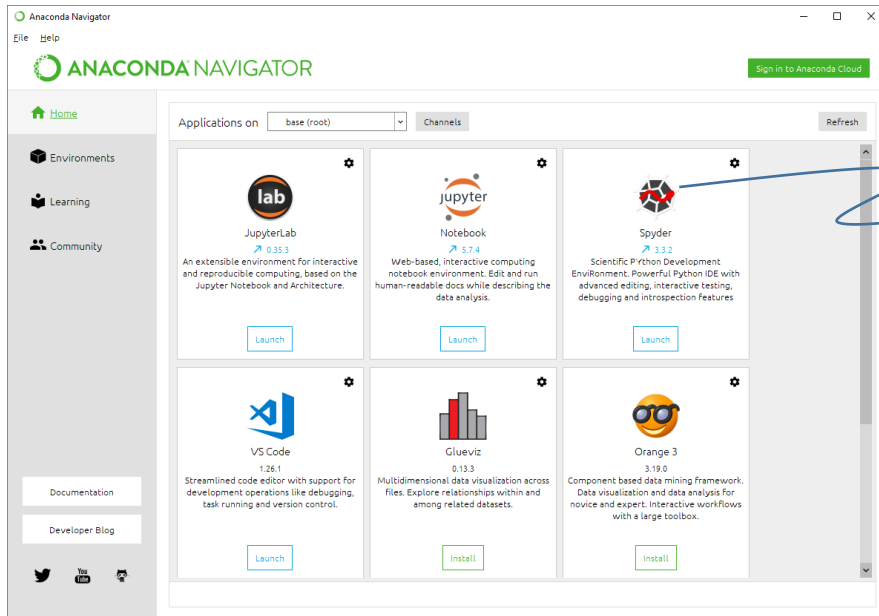 Anaconda Navigator
File Help
ANACONDA NAVIGATOR
Sign in to Anaconda Cloud
Home
Environments
Learning
Community
Documentation
Developer Blog
You
Tube
Applications on base (root) Channels Refresh
lab
JupyterLab
0.35.3
An extensible environment for interactive
and reproducible computing, based on the
Jupyter Notebook and Architecture.
Launch
jupyter
Notebook
5.7.4
Web-based, interactive computing
notebook environment. Edit and run
human-readable docs while describing the
data analysis.
Launch
Spyder
3.3.2
Scientific PYthon Development
EnviRonment. Powerful Python IDE with
advanced editing, interactive testing,
debugging and introspection features
Launch
VS Code
1.26.1
Streamlined code editor with support for
development operations like debugging,
task running and version control.
Launch
Glueviz
0.13.3
Multidimensional data visualization across
files. Explore relationships within and
among related datasets.
Install
Orange 3
3.19.0
Component based data mining framework.
Data visualization and data analysis for
novice and expert. Interactive workflows
with a large toolbox.
Install